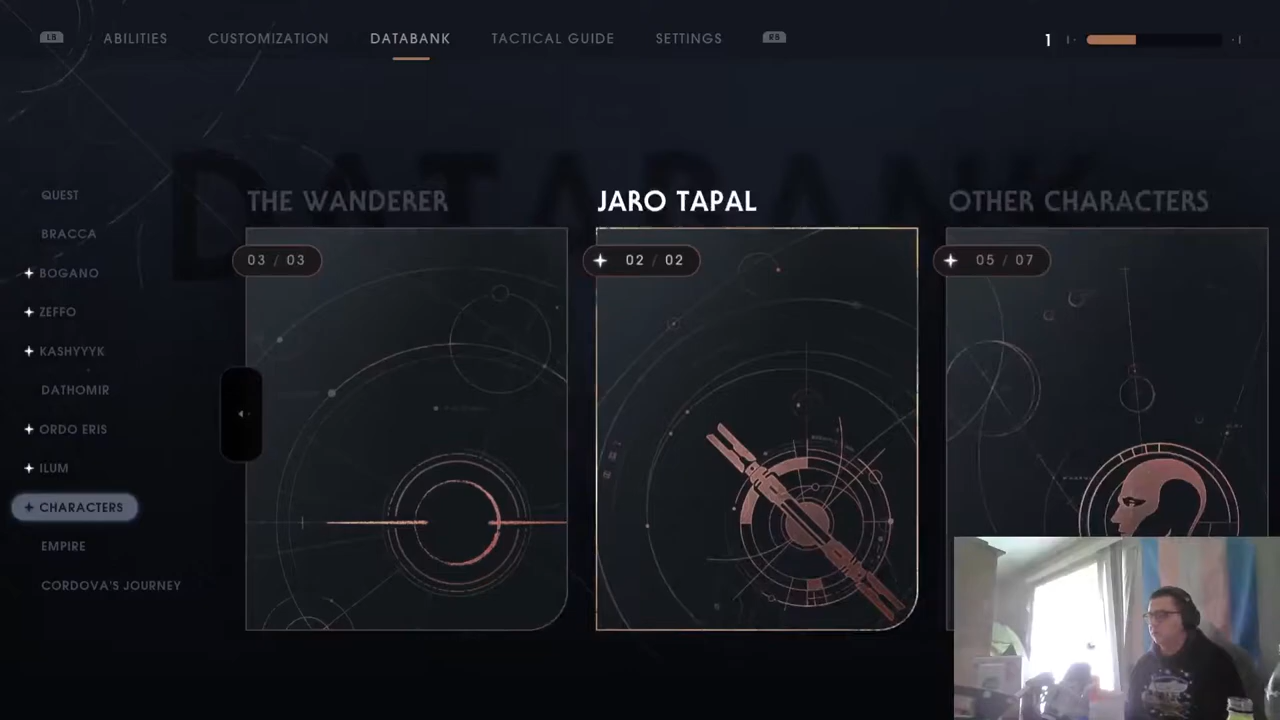 LB ABILITIES CUSTOMIZATION DATABANK TACTICAL GUIDE SETTINGS RB 1
DATABANK
QUEST
BRACCA
BOGANO
ZEFFO
KASHYYYK
DATHOMIR
ORDO ERIS
ILUM
CHARACTERS
EMPIRE
CORDOVA'S JOURNEY
THE WANDERER
03 / 03
JARO TAPAL
02 / 02
OTHER CHARACTERS
05 / 07